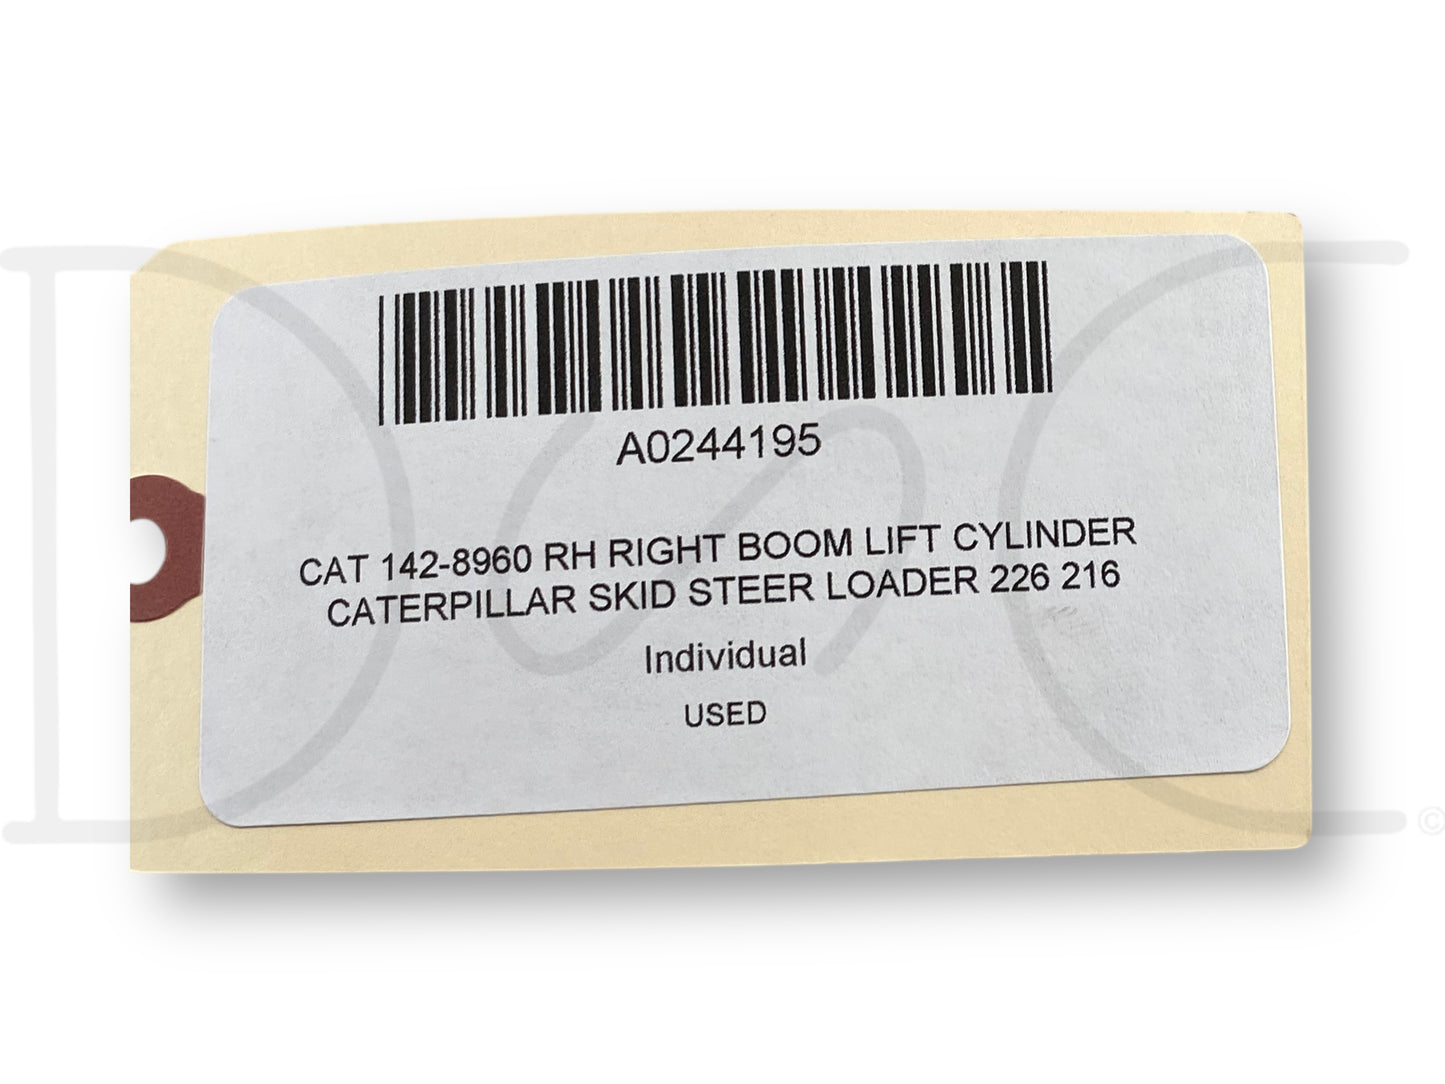 A0244195
CAT 142-8960 RH RIGHT BOOM LIFT CYLINDER
CATERPILLAR SKID STEER LOADER 226 216
Individual
USED
©